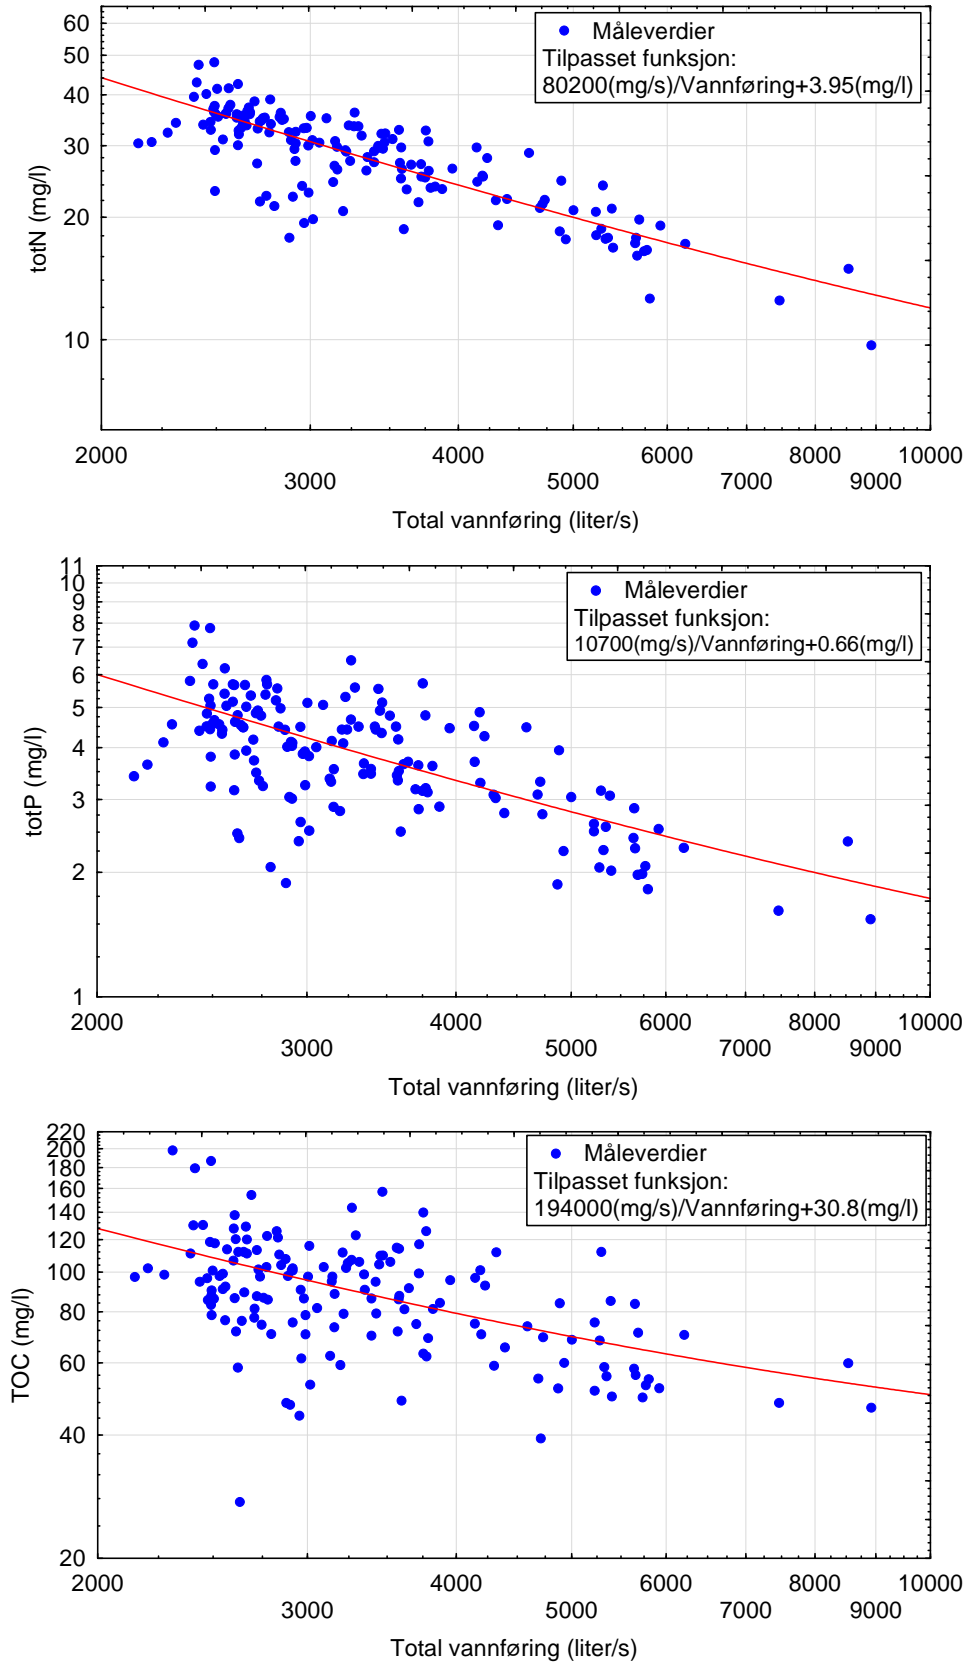 60
50
40
30
20
10
totN (mg/l)
Måleverdier
Tilpasset funksjon:
80200(mg/s)/Vannføring+3.95(mg/l)
2000 4000 5000 6000 8000 10000
3000 7000 9000
Total vannføring (liter/s)
11
10
9
8
7
6
5
4
3
2
1
totP (mg/l)
Måleverdier
Tilpasset funksjon:
10700(mg/s)/Vannføring+0.66(mg/l)
2000 4000 6000 8000 10000
3000 5000 7000 9000
Total vannføring (liter/s)
220
200
180
160
140
120
100
80
60
40
20
TOC (mg/l)
Måleverdier
Tilpasset funksjon:
194000(mg/s)/Vannføring+30.8(mg/l)
2000 4000 6000 8000 10000
3000 5000 7000 9000
Total vannføring (liter/s)